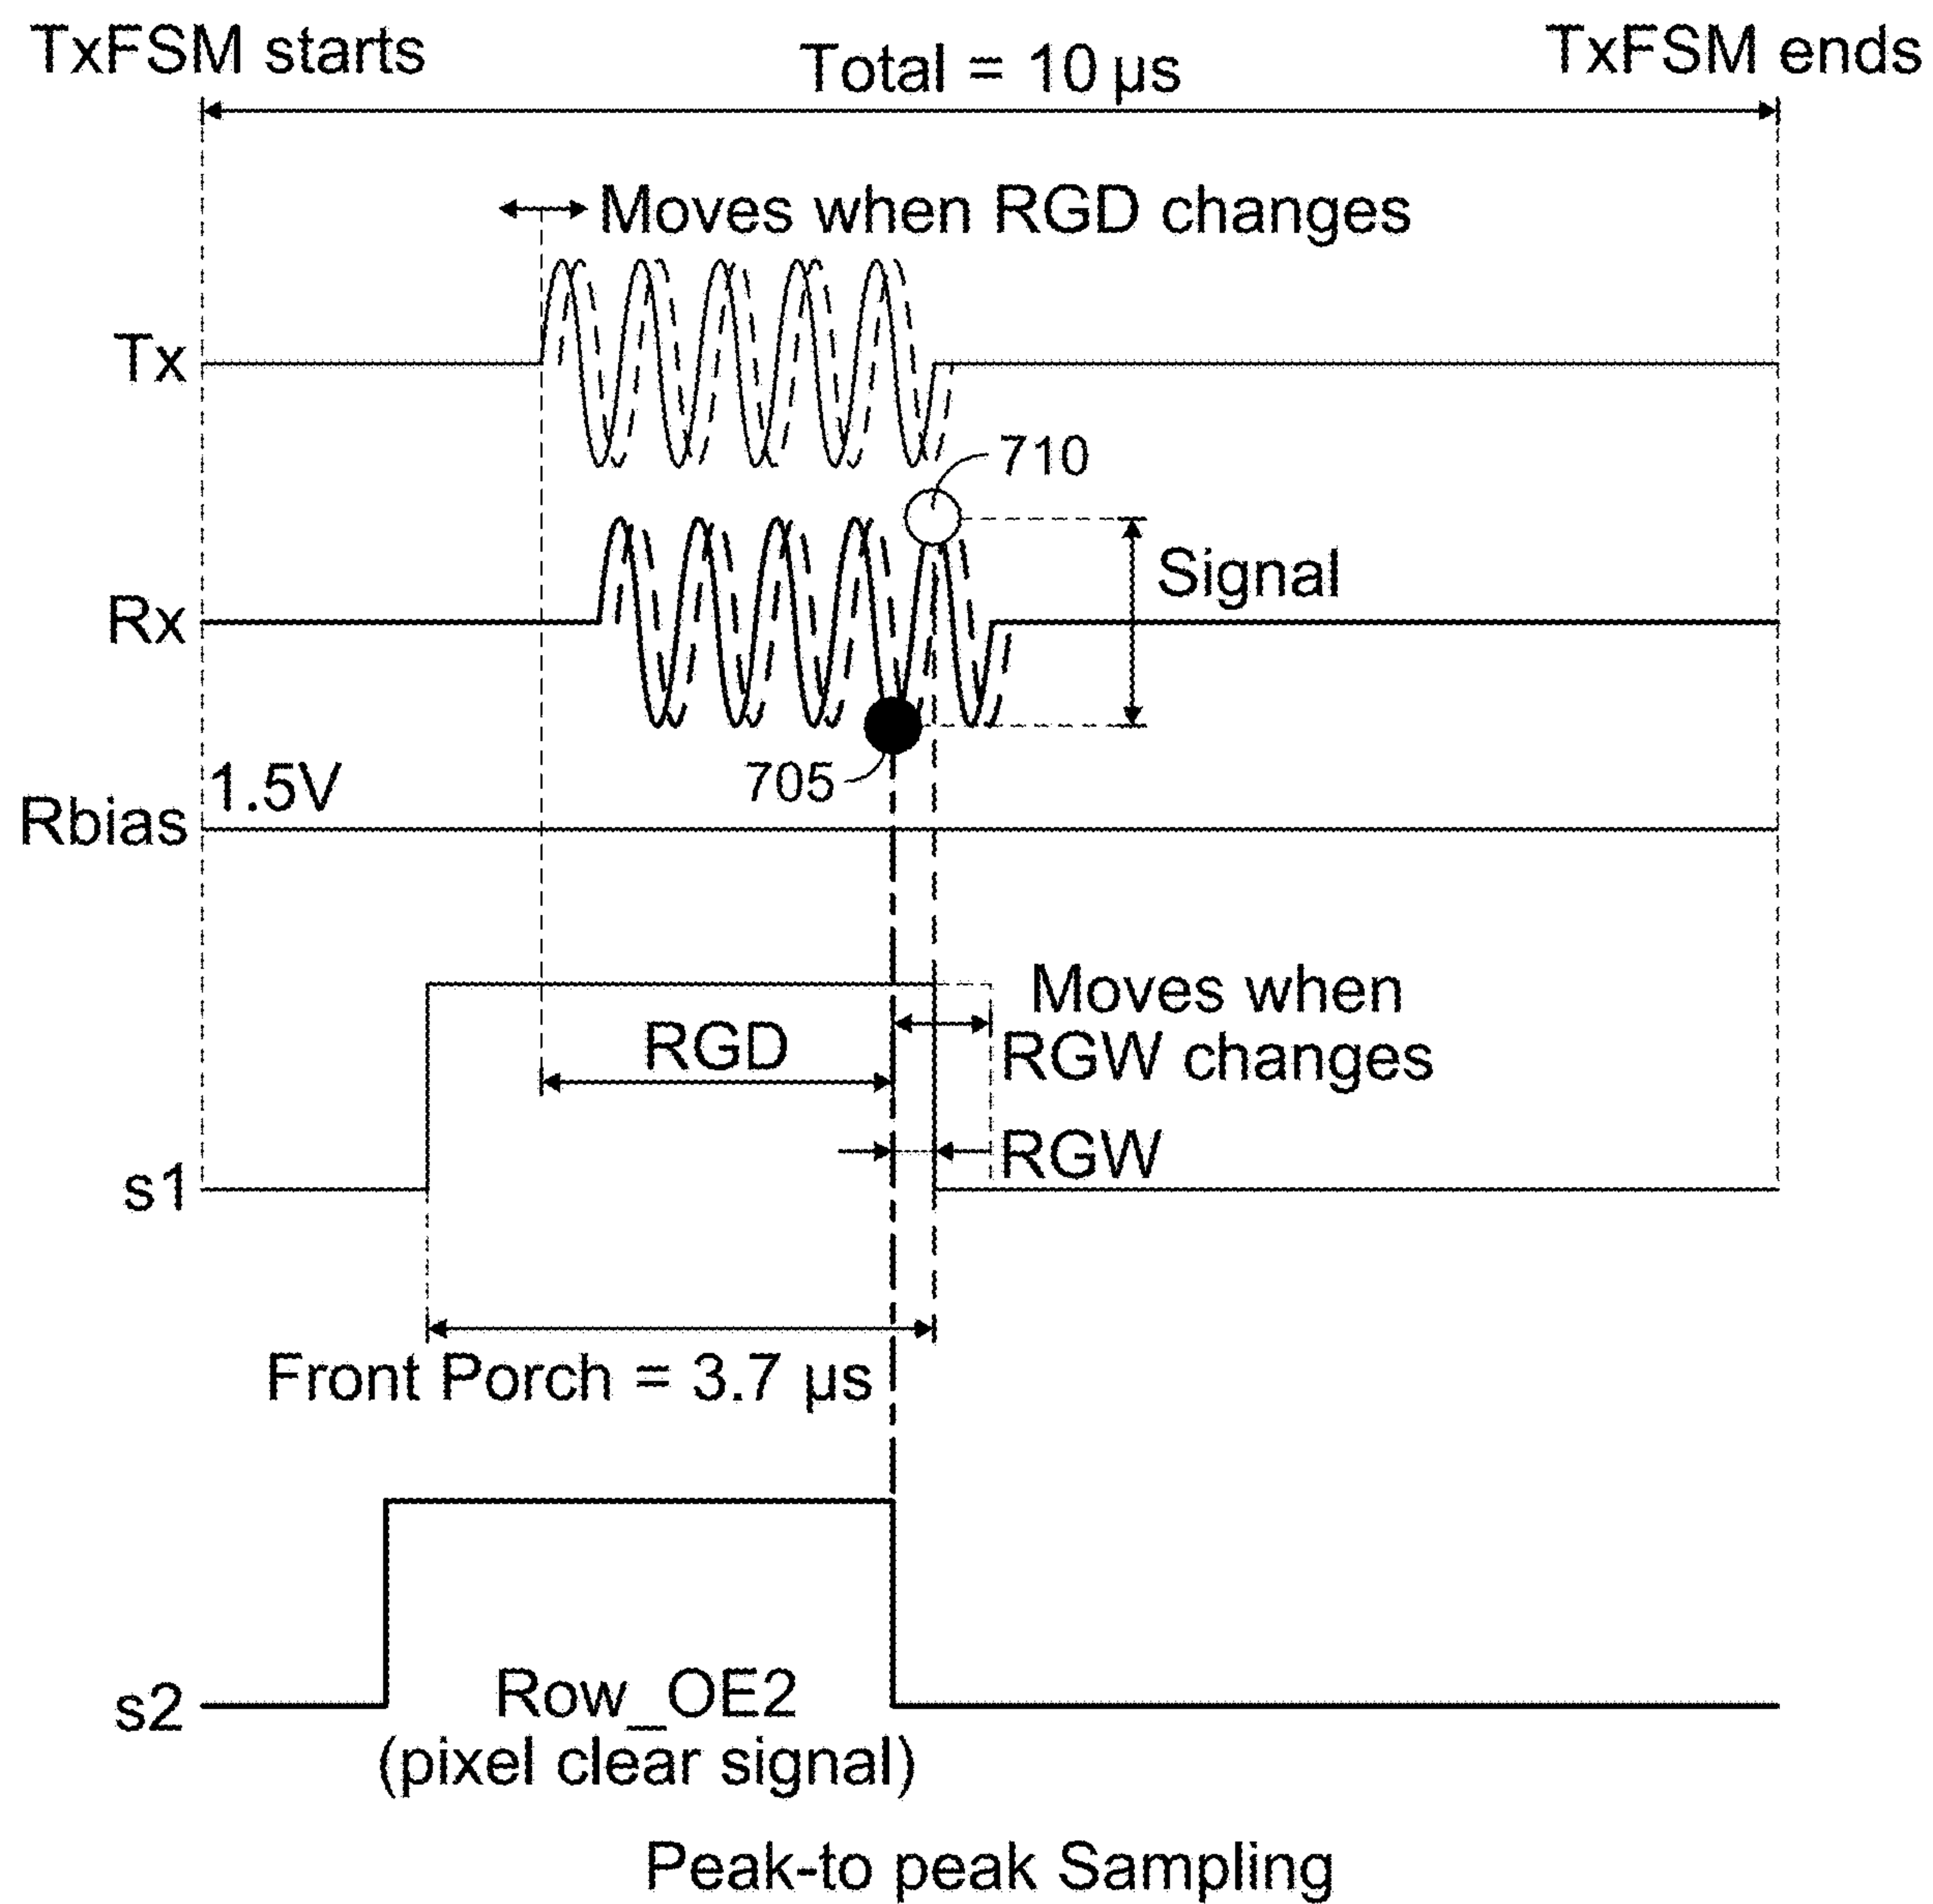 TxFSM starts
Total = 10 µs
TxFSM ends
Moves when RGD changes
Tx
710
Signal
Rx
705
1.5V
Rbias
Moves when
RGW changes
RGD
RGW
s1
Front Porch = 3.7 µs
Row_OE2
s2
(pixel clear signal)
Peak-to peak Sampling